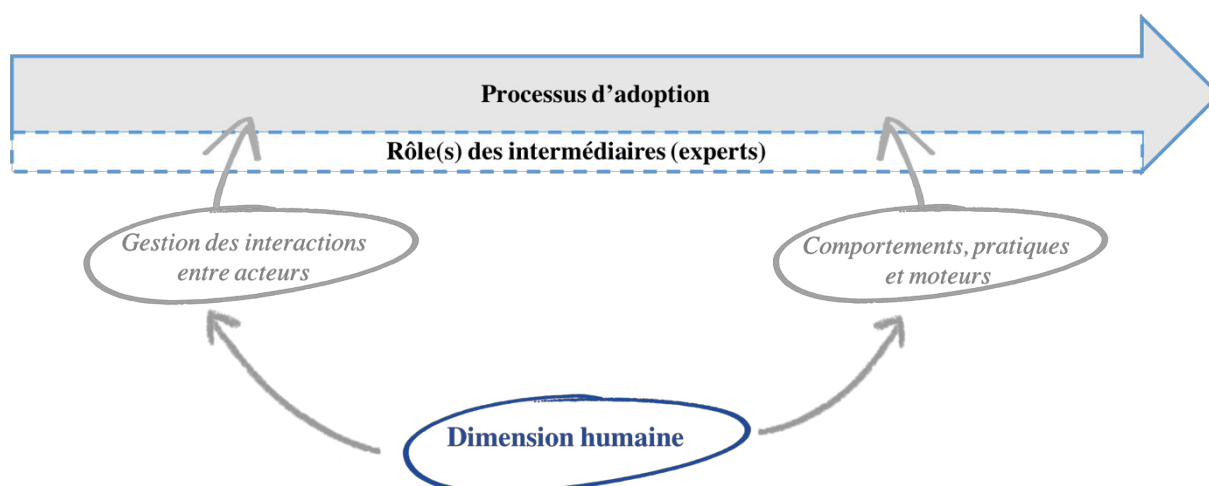 Processus d’adoption
Rôle(s) des intermédiaires (experts)
Gestion des interactions
entre acteurs
Comportements, pratiques
et moteurs
Dimension humaine